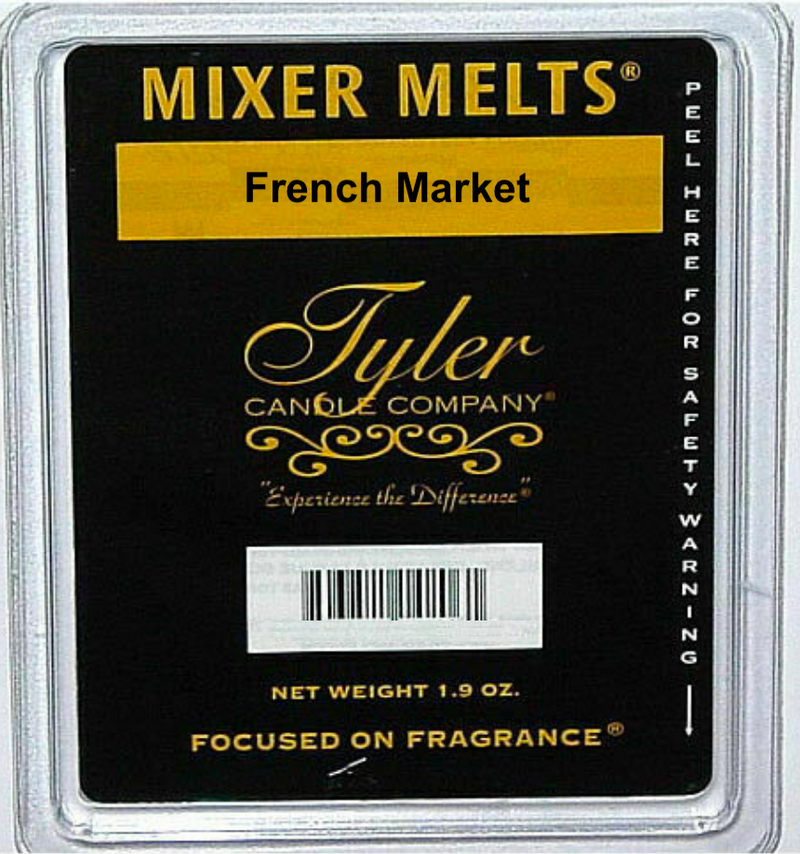 MIXER MELTS®
French Market
Tyler
CANDLE COMPANY®
"Experience the Difference"®
NET WEIGHT 1.9 OZ.
FOCUSED ON FRAGRANCE®
PEEL HERE FOR SAFETY WARNING